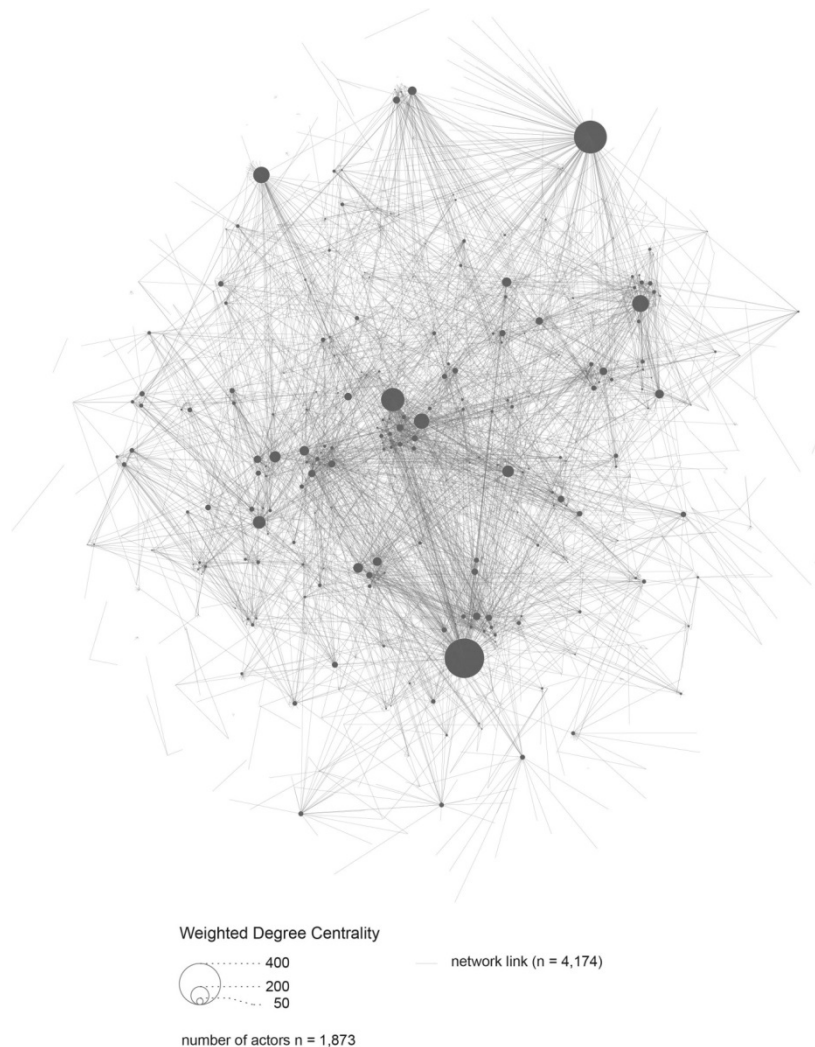 Weighted Degree Centrality
400
200
50
network link (n = 4,174)
number of actors n = 1,873